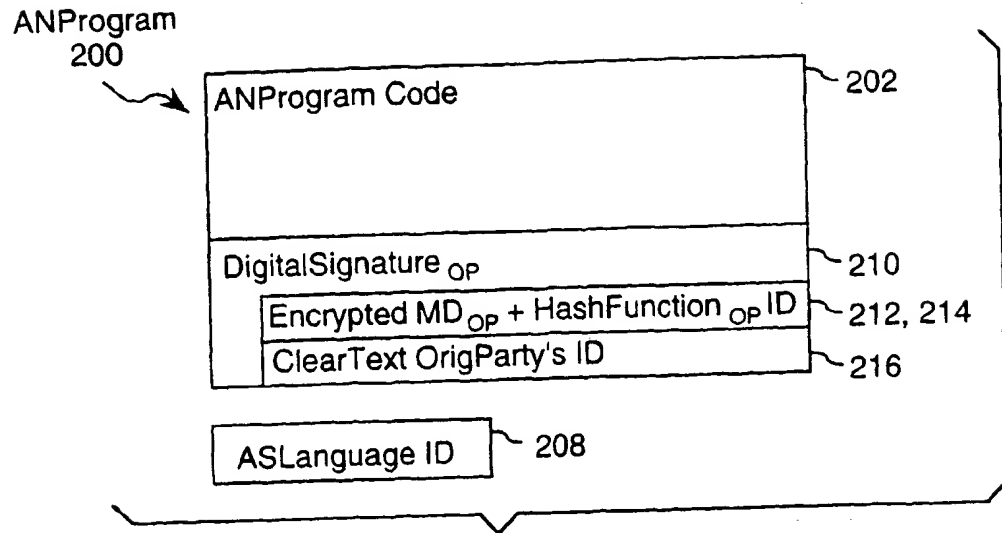 ANProgram
200
ANProgram Code
202
DigitalSignature OP
210
Encrypted MD OP + HashFunction OP ID
212, 214
ClearText OrigParty's ID
216
ASLanguage ID
208